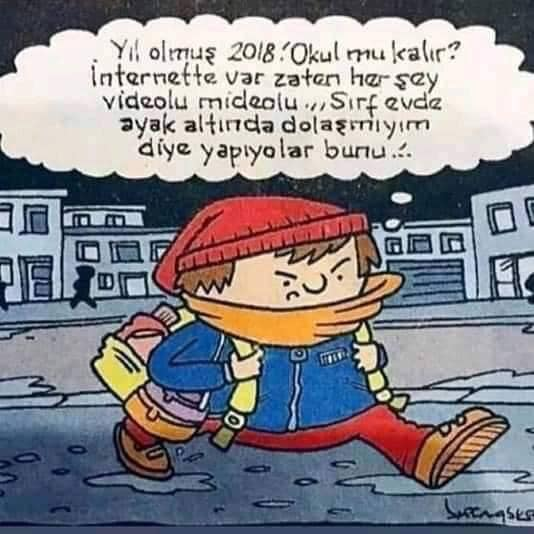 Yıl olmuş 2018! Okul mu kalır?
internette var zaten her şey
videolu mideolu ... Sırf evde
ayak altında dolaşmıyım
diye yapıyolar bunu...